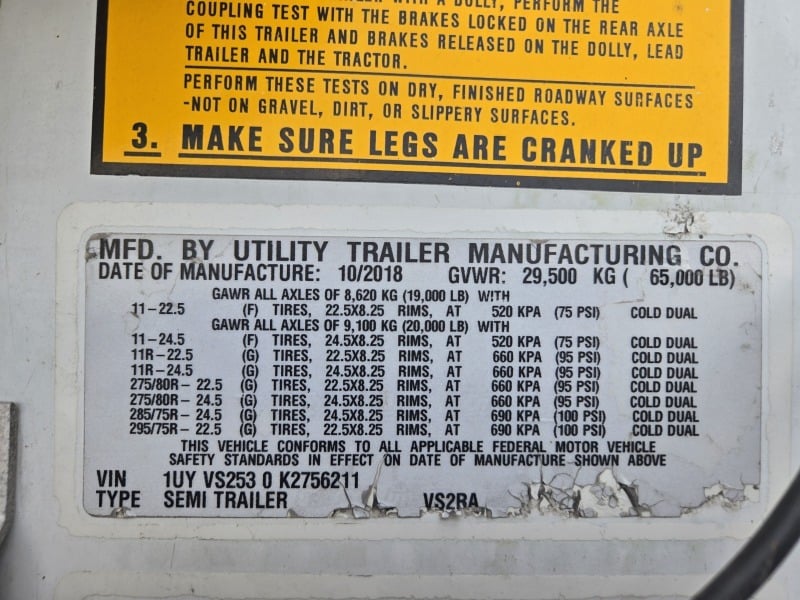 WITH A DOLLY, PERFORM THE
COUPLING TEST WITH THE BRAKES LOCKED ON THE REAR AXLE
OF THIS TRAILER AND BRAKES RELEASED ON THE DOLLY, LEAD
TRAILER AND THE TRACTOR.
PERFORM THESE TESTS ON DRY, FINISHED ROADWAY SURFACES
-NOT ON GRAVEL, DIRT, OR SLIPPERY SURFACES.
3. MAKE SURE LEGS ARE CRANKED UP
MFD. BY UTILITY TRAILER MANUFACTURING CO.
DATE OF MANUFACTURE: 10/2018 GVWR: 29,500 KG ( 65,000 LB)
GAWR ALL AXLES OF 8,620 KG (19,000 LB) WITH
11-22.5 (F) TIRES, 22.5X8.25 RIMS, AT 520 KPA (75 PSI) COLD DUAL
GAWR ALL AXLES OF 9,100 KG (20,000 LB) WITH
11-24.5 (F) TIRES, 24.5X8.25 RIMS, AT 520 KPA (75 PSI) COLD DUAL
11R-22.5 (G) TIRES, 22.5X8.25 RIMS, AT 660 KPA (95 PSI) COLD DUAL
11R-24.5 (G) TIRES, 24.5X8.25 RIMS, AT 660 KPA (95 PSI) COLD DUAL
275/80R- 22.5 (G) TIRES, 22.5X8.25 RIMS, AT 660 KPA (95 PSI) COLD DUAL
275/80R- 24.5 (G) TIRES, 24.5X8.25 RIMS, AT 660 KPA (95 PSI) COLD DUAL
285/75R- 24.5 (G) TIRES, 24.5X8.25 RIMS, AT 690 KPA (100 PSI) COLD DUAL
295/75R- 22.5 (G) TIRES, 22.5X8.25 RIMS, AT 690 KPA (100 PSI) COLD DUAL
THIS VEHICLE CONFORMS TO ALL APPLICABLE FEDERAL MOTOR VEHICLE
SAFETY STANDARDS IN EFFECT ON DATE OF MANUFACTURE SHOWN ABOVE
VIN 1UY VS253 0 K2756211
TYPE SEMI TRAILER VS2RA